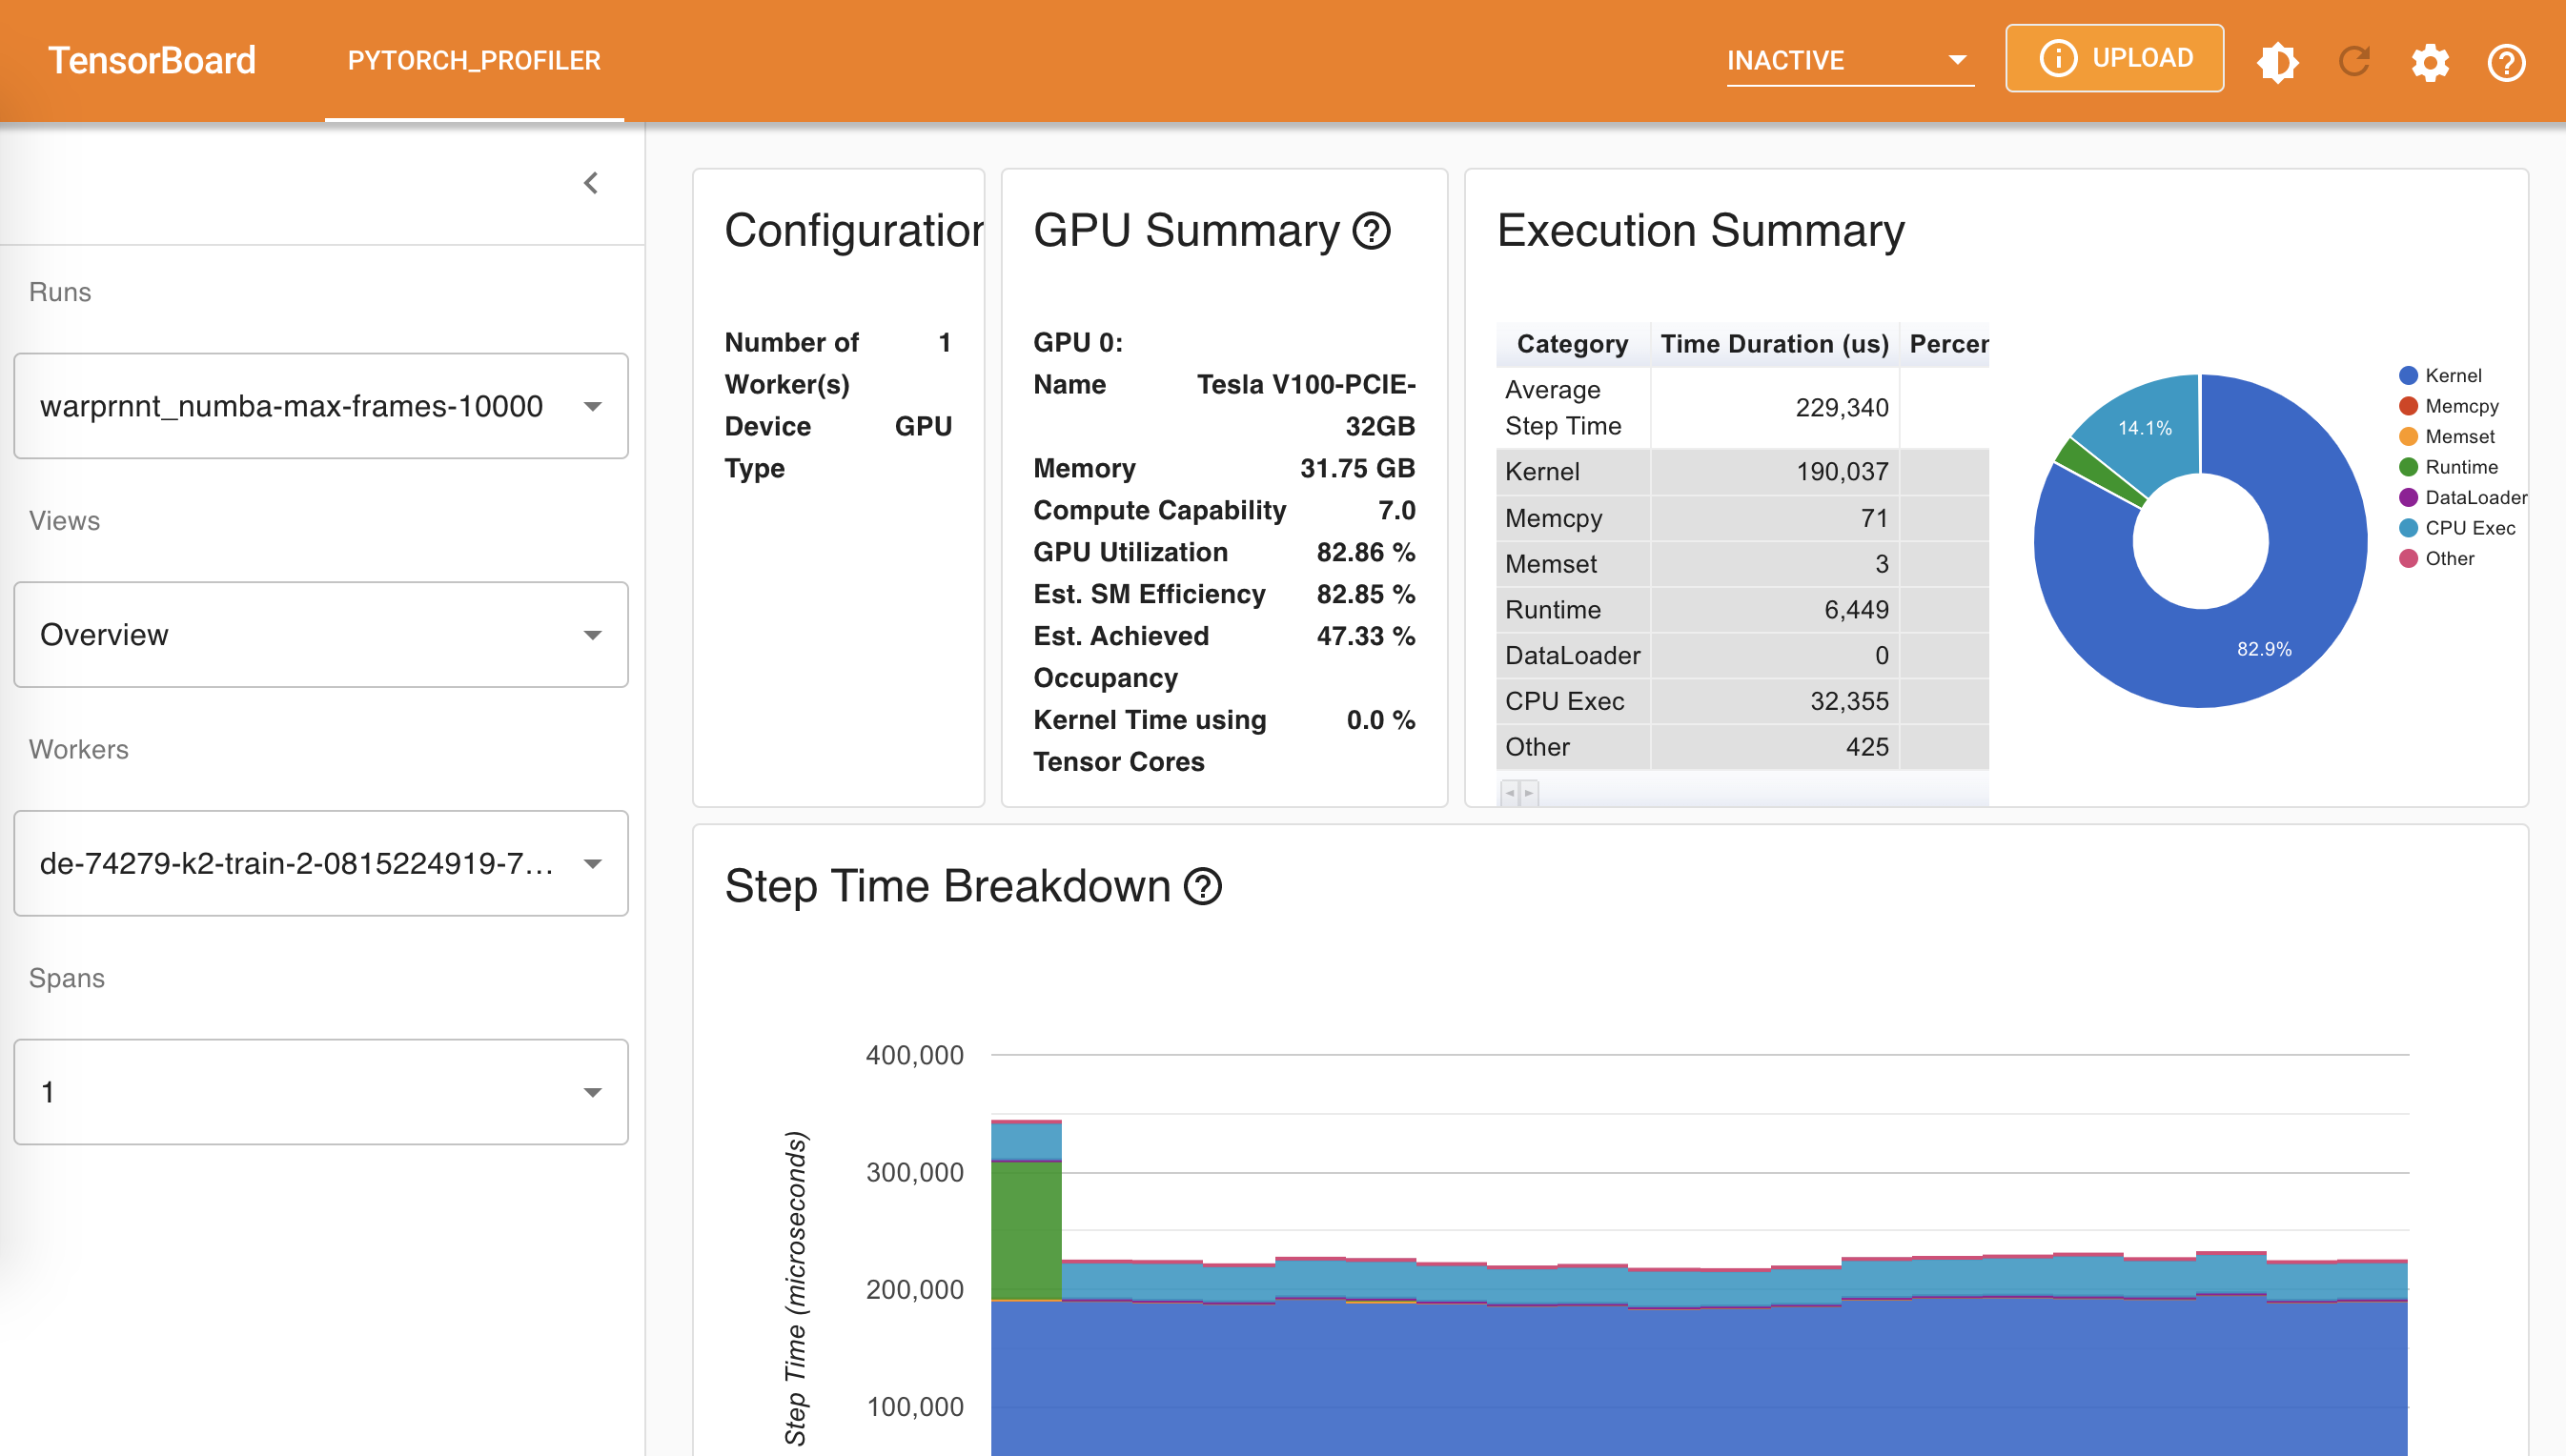 TensorBoard
PYTORCH_PROFILER
INACTIVE
UPLOAD
Runs
warprnnt_numba-max-frames-10000
Views
Overview
Workers
de-74279-k2-train-2-0815224919-7...
Spans
1
Configuration
Number of 1
Worker(s)
Device GPU
Type
GPU Summary
GPU 0:
Name Tesla V100-PCIE-
32GB
Memory 31.75 GB
Compute Capability 7.0
GPU Utilization 82.86 %
Est. SM Efficiency 82.85 %
Est. Achieved 47.33 %
Occupancy
Kernel Time using 0.0 %
Tensor Cores
Execution Summary
Category Time Duration (us) Percen
Average
Step Time 229,340
Kernel 190,037
Memcpy 71
Memset 3
Runtime 6,449
DataLoader 0
CPU Exec 32,355
Other 425
14.1%
82.9%
Kernel
Memcpy
Memset
Runtime
DataLoader
CPU Exec
Other
Step Time Breakdown
Step Time (microseconds)
400,000
300,000
200,000
100,000